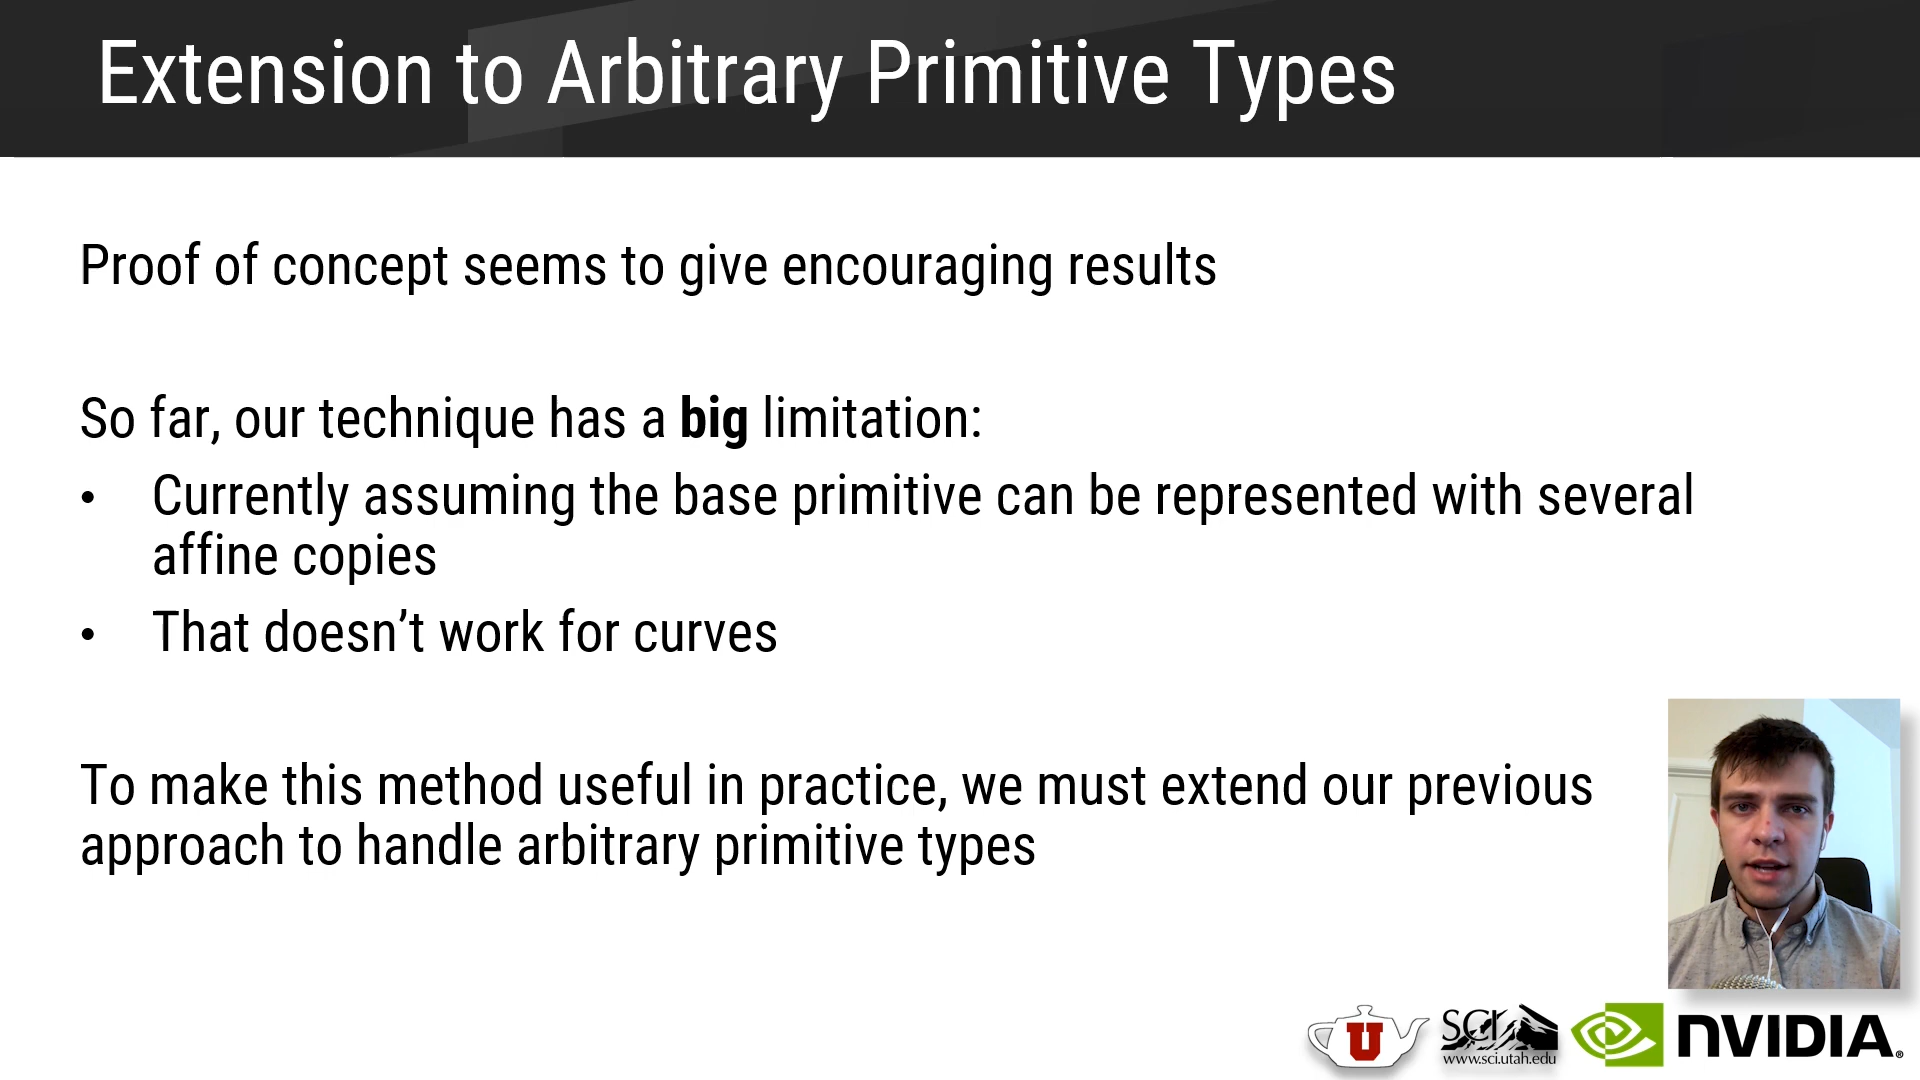 Extension to Arbitrary Primitive Types
Proof of concept seems to give encouraging results
So far, our technique has a big limitation:
• Currently assuming the base primitive can be represented with several
affine copies
• That doesn’t work for curves
To make this method useful in practice, we must extend our previous
approach to handle arbitrary primitive types
U
SCI
www.sci.utah.edu
NVIDIA®